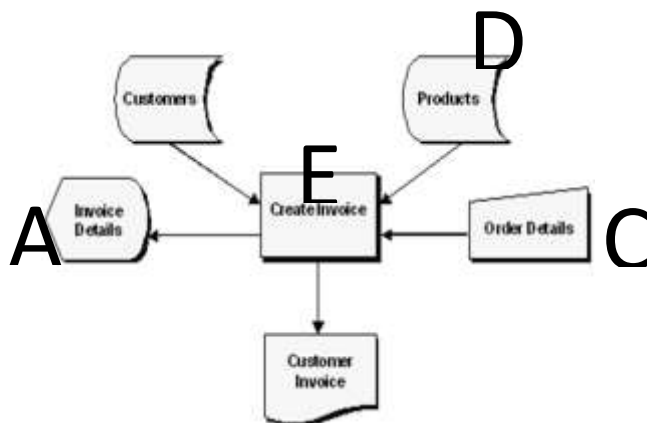 D
Customers
Products
E
Create Invoice
A
Invoice
Details
Order Details
C
Customer
Invoice